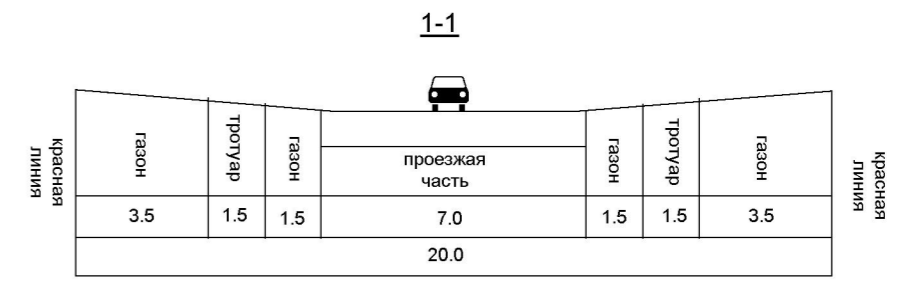 1-1
красная
линия
газон
тротуар
газон
проезжая
часть
газон
тротуар
газон
красная
линия
3.5 1.5 1.5 7.0 1.5 1.5 3.5
20.0